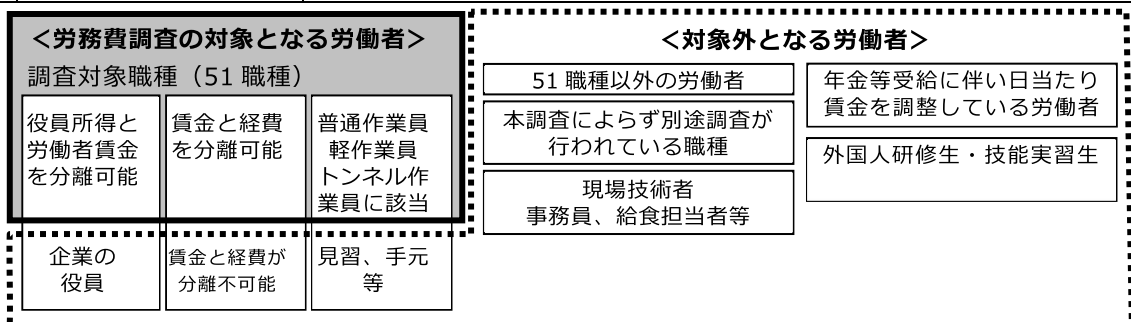 ＜労務費調査の対象となる労働者＞
調査対象職種（51 職種）
役員所得と
労働者賃金
を分離可能
賃金と経費
を分離可能
普通作業員
軽作業員
トンネル作
業員に該当
企業の
役員
賃金と経費が
分離不可能
見習、手元
等
＜対象外となる労働者＞
51 職種以外の労働者
本調査によらず別途調査が
行われている職種
現場技術者
事務員、給食担当者等
年金等受給に伴い日当たり
賃金を調整している労働者
外国人研修生・技能実習生